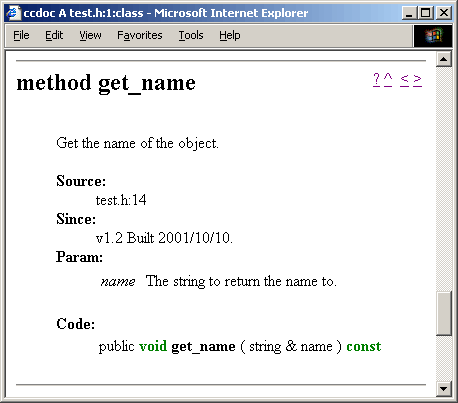 ccdoc A test.h:1:class - Microsoft Internet Explorer
File Edit View Favorites Tools Help
method get_name ? ^ < >
Get the name of the object.
Source:
test.h:14
Since:
v1.2 Built 2001/10/10.
Param:
name The string to return the name to.
Code:
public void get_name ( string & name ) const